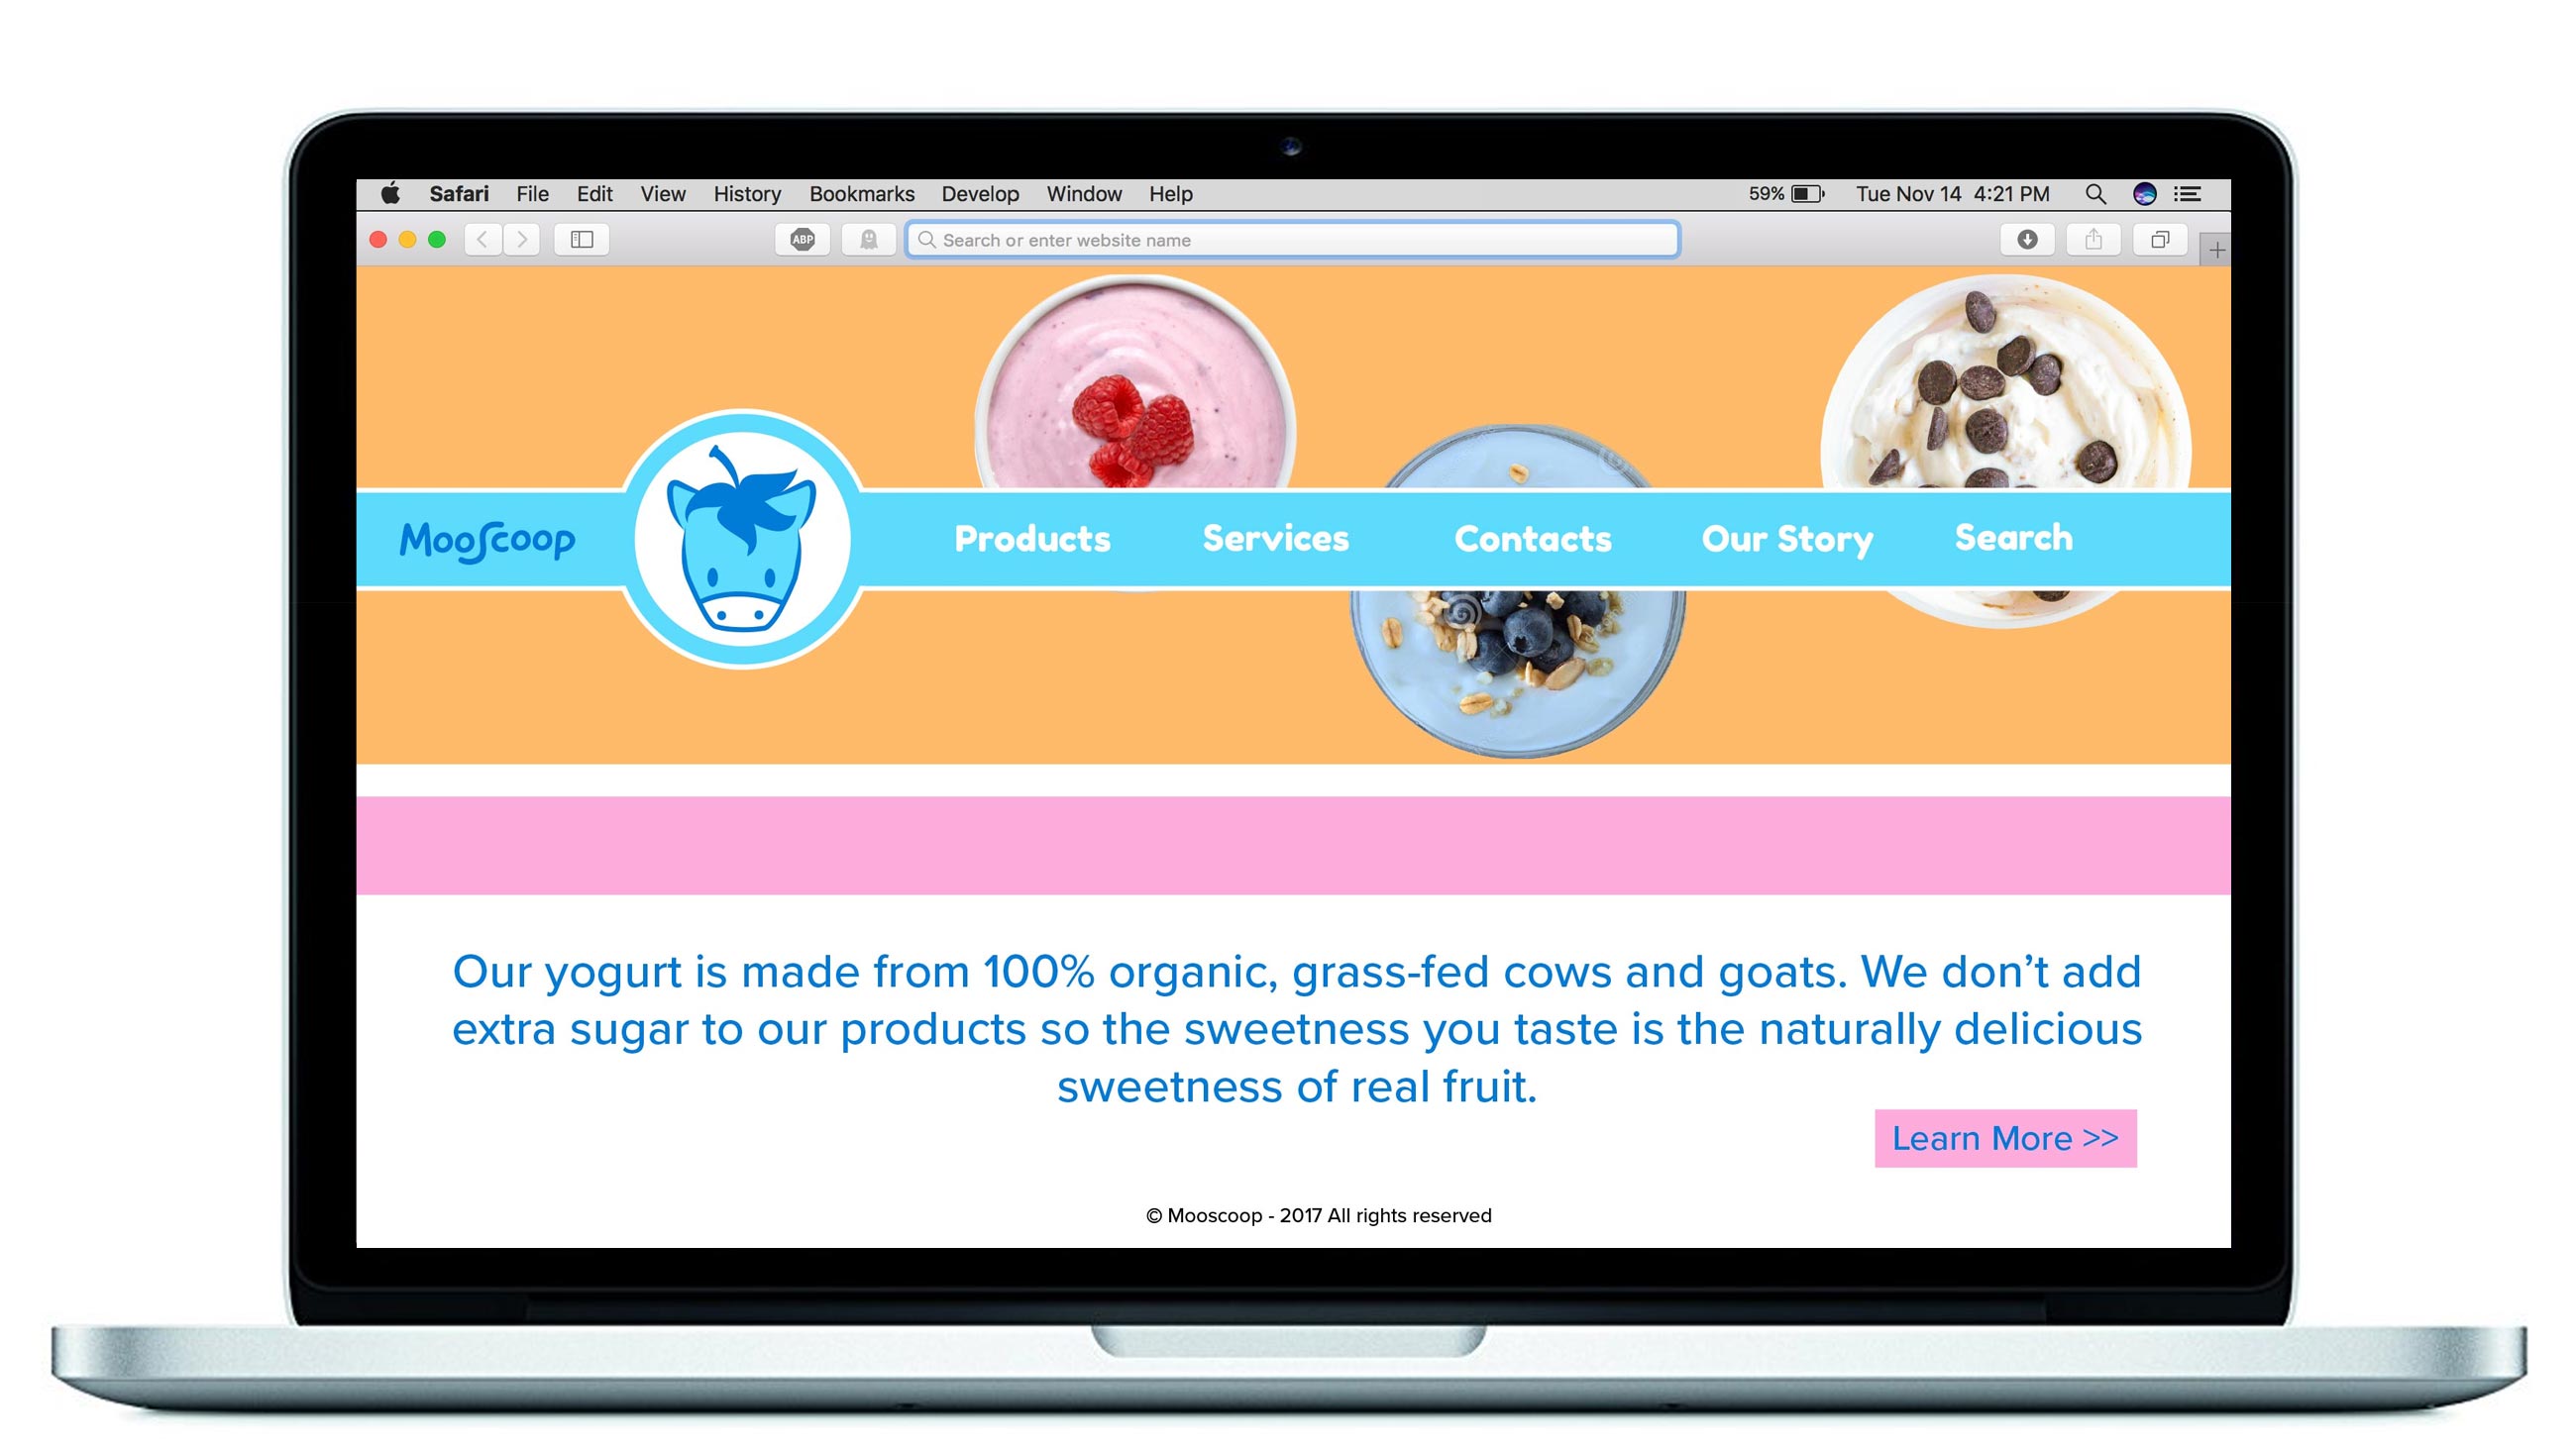 Safari File Edit View History Bookmarks Develop Window Help 59% Tue Nov 14 4:21 PM
ABP Search or enter website name
MooScoop Products Services Contacts Our Story Search
Our yogurt is made from 100% organic, grass-fed cows and goats. We don’t add
extra sugar to our products so the sweetness you taste is the naturally delicious
sweetness of real fruit.
Learn More >>
© Mooscoop - 2017 All rights reserved